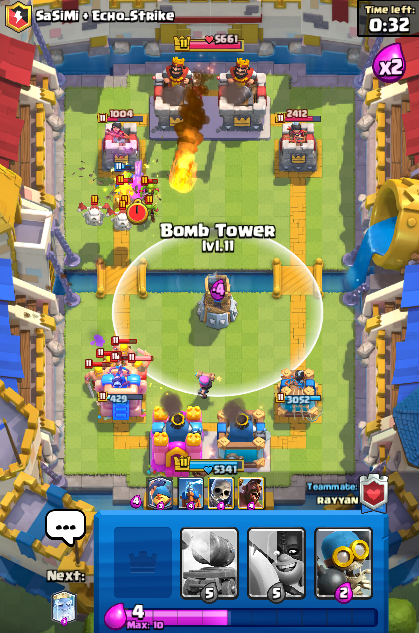 SaSiMi • Echo_Strike
Time left:
0:32
5661
x2
1004
2412
Bomb Tower
lvl.11
4
429
3052
5341
Teammate:
RAYYAN
4
...
5
5
2
Next:
4
Max: 10